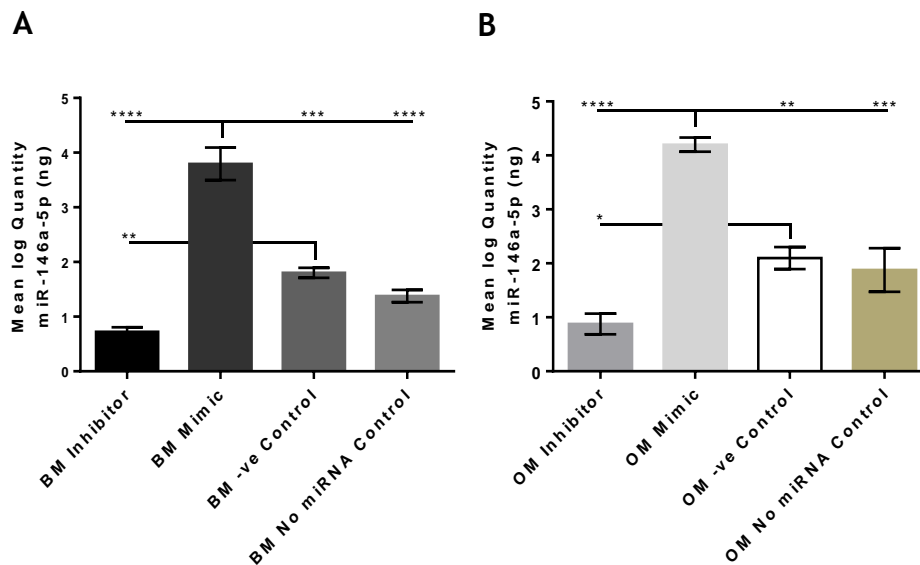 A
B
Mean log Quantity
miR-146a-5p (ng)
5
4
3
2
1
0
****
***
****
**
BM Inhibitor
BM Mimic
BM -ve Control
BM No miRNA Control
Mean log Quantity
miR-146a-5p (ng)
5
4
3
2
1
0
****
**
***
*
OM Inhibitor
OM Mimic
OM -ve Control
OM No miRNA Control